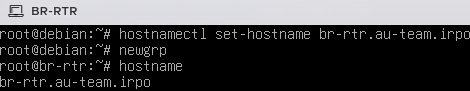 BR-RTR
root@debian:~# hostnamectl set-hostname br-rtr.au-team.irpo
root@debian:~# newgrp
root@br-rtr:~# hostname
br-rtr.au-team.irpo